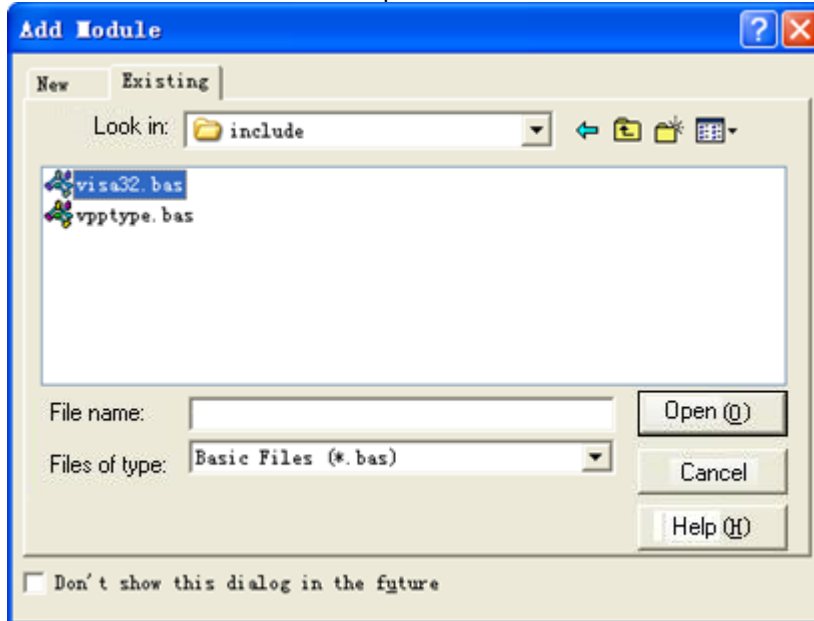 Add Module
New Existing
Look in: include
visa32.bas
vpptype.bas
File name: Open (O)
Files of type: Basic Files (*.bas)
Cancel
Help (H)
Don't show this dialog in the future